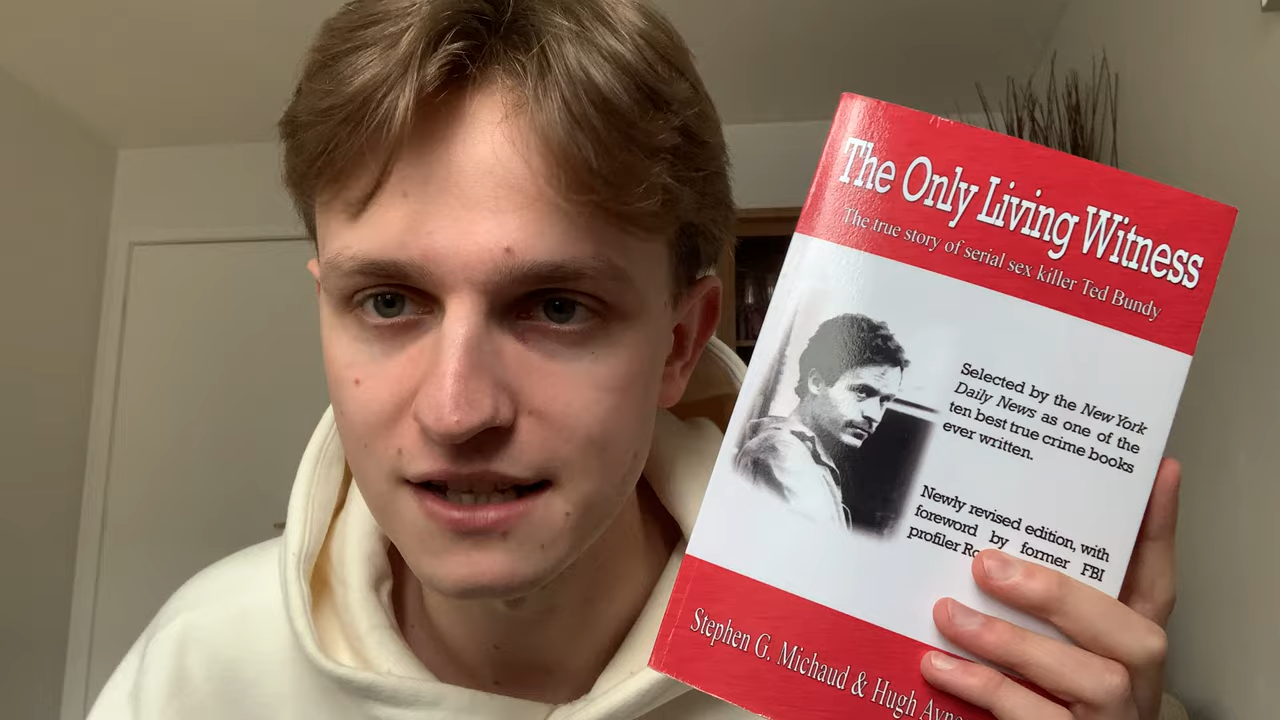 The Only Living Witness
The true story of serial sex killer Ted Bundy
Selected by the New York
Daily News as one of the
ten best true crime books
ever written.
Newly revised edition, with
foreword by former FBI
profiler
Stephen G. Michaud & Hugh